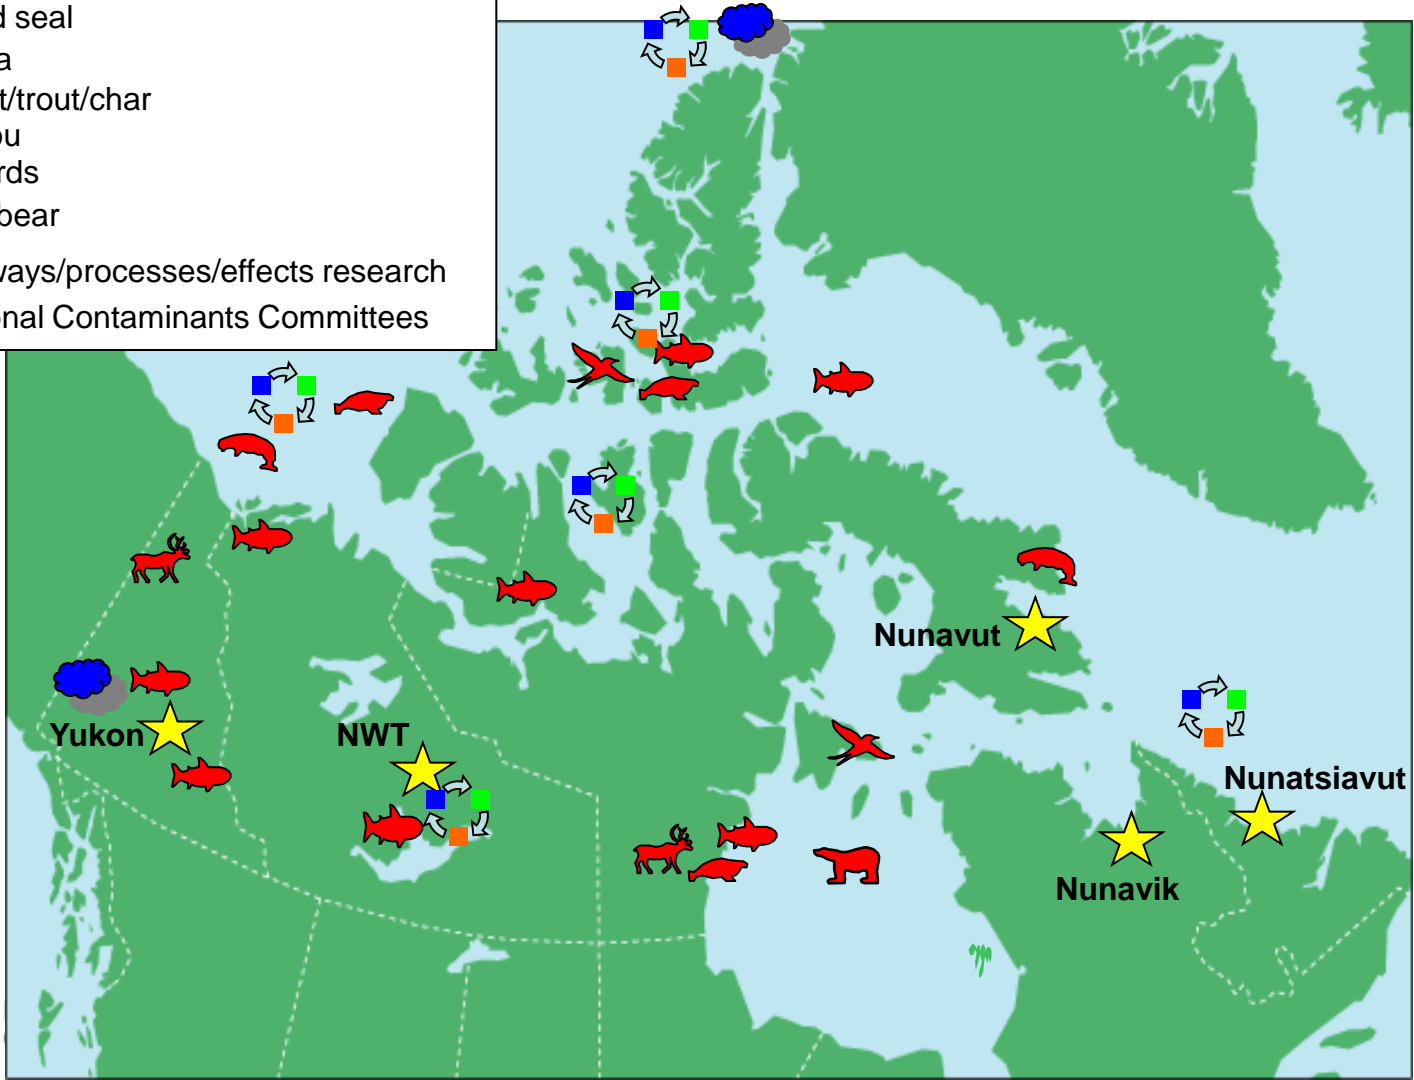 d seal
a
t/trout/char
ou
rds
bear
ways/processes/effects research
onal Contaminants Committees
Nunavut
Yukon
NWT
Nunatsiavut
Nunavik